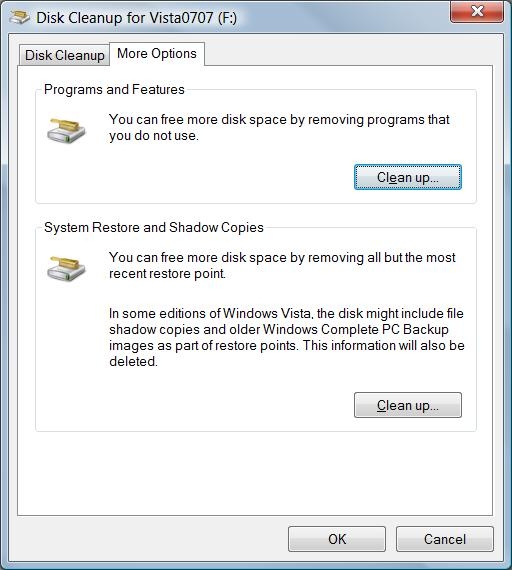 Disk Cleanup for Vista0707 (F:)
Disk Cleanup
More Options
Programs and Features
You can free more disk space by removing programs that
you do not use.
Clean up...
System Restore and Shadow Copies
You can free more disk space by removing all but the most
recent restore point.
In some editions of Windows Vista, the disk might include file
shadow copies and older Windows Complete PC Backup
images as part of restore points. This information will also be
deleted.
Clean up...
OK
Cancel